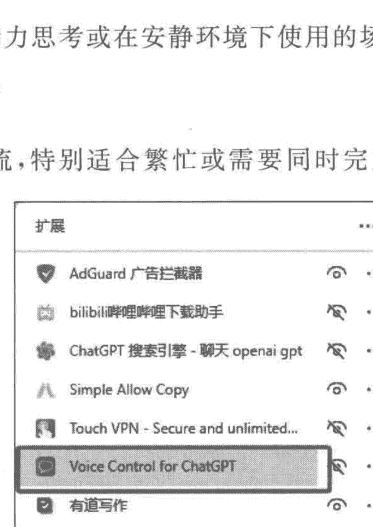 力思考或在安静环境下使用的场
流，特别适合繁忙或需要同时完
扩展
AdGuard 广告拦截器
bilibili哔哩哔哩下载助手
ChatGPT 搜索引擎 - 聊天 openai gpt
Simple Allow Copy
Touch VPN - Secure and unlimited...
Voice Control for ChatGPT
有道写作